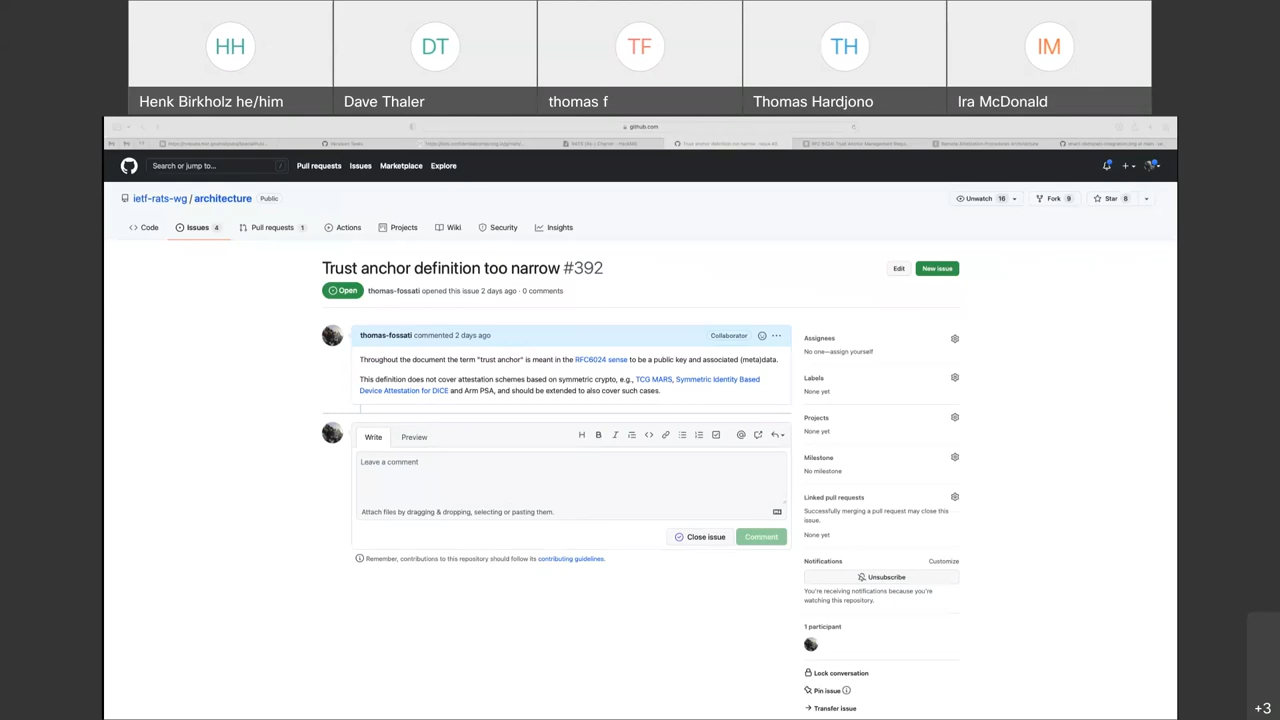 HH
DT
TF
TH
IM
Henk Birkholz he/him
Dave Thaler
thomas f
Thomas Hardjono
Ira McDonald
github.com
Search or jump to...
/
Pull requests
Issues
Marketplace
Explore
ietf-rats-wg / architecture
Public
Unwatch 16
Fork 9
Star 8
Code
Issues 4
Pull requests 1
Actions
Projects
Wiki
Security
Insights
Trust anchor definition too narrow #392
Edit
New issue
Open
thomas-fossati opened this issue 2 days ago · 0 comments
thomas-fossati commented 2 days ago
Collaborator
Throughout the document the term "trust anchor" is meant in the RFC6024 sense to be a public key and associated (meta)data.
This definition does not cover attestation schemes based on symmetric crypto, e.g., TCG MARS, Symmetric Identity Based
Device Attestation for DICE and Arm PSA, and should be extended to also cover such cases.
Write
Preview
Leave a comment
Attach files by dragging & dropping, selecting or pasting them.
Close issue
Comment
Remember, contributions to this repository should follow its contributing guidelines.
Assignees
No one—assign yourself
Labels
None yet
Projects
None yet
Milestone
No milestone
Linked pull requests
Successfully merging a pull request may close this
issue.
None yet
Notifications
Customize
Unsubscribe
You're receiving notifications because you're
watching this repository.
1 participant
Lock conversation
Pin issue
Transfer issue
+3